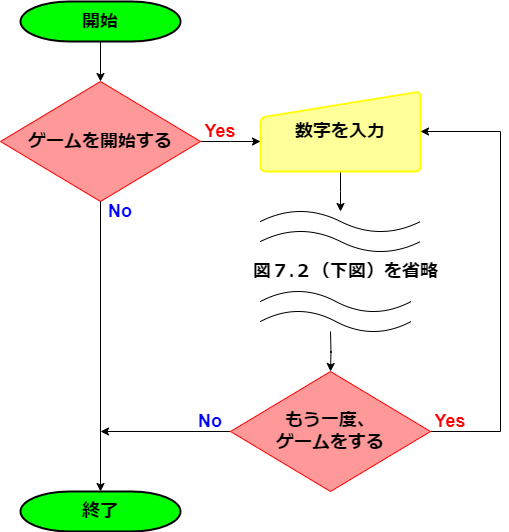 開始
ゲームを開始する
Yes
No
数字を入力
図７.２（下図）を省略
もう一度、
ゲームをする
No
Yes
終了